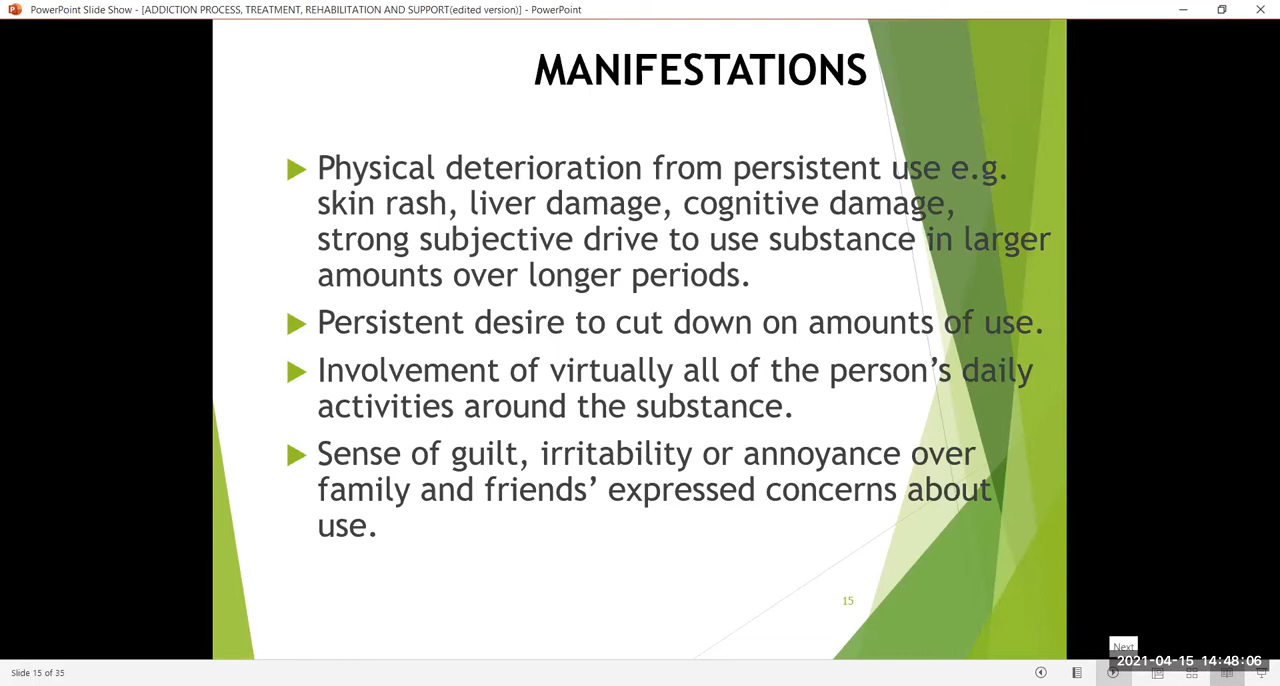 PowerPoint Slide Show - [ADDICTION PROCESS, TREATMENT, REHABILITATION AND SUPPORT(edited version)] - PowerPoint
MANIFESTATIONS
Physical deterioration from persistent use e.g.
skin rash, liver damage, cognitive damage,
strong subjective drive to use substance in larger
amounts over longer periods.
Persistent desire to cut down on amounts of use.
Involvement of virtually all of the person’s daily
activities around the substance.
Sense of guilt, irritability or annoyance over
family and friends’ expressed concerns about
use.
15
Next
2021-04-15 14:48:06
Slide 15 of 35